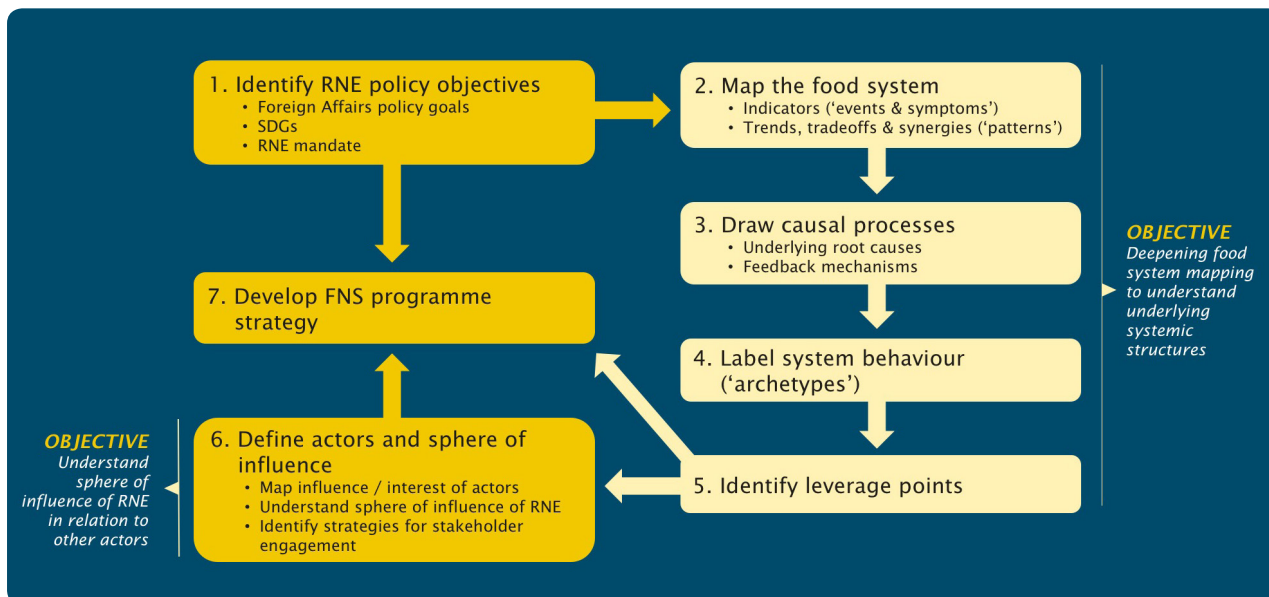 1. Identify RNE policy objectives
• Foreign Affairs policy goals
• SDGs
• RNE mandate
2. Map the food system
• Indicators (‘events & symptoms’)
• Trends, tradeoffs & synergies (‘patterns’)
3. Draw causal processes
• Underlying root causes
• Feedback mechanisms
OBJECTIVE
Deepening food
system mapping
to understand
underlying
systemic
structures
7. Develop FNS programme
strategy
4. Label system behaviour
(‘archetypes’)
OBJECTIVE
Understand
sphere of
influence of RNE
in relation to
other actors
6. Define actors and sphere of
influence
• Map influence / interest of actors
• Understand sphere of influence of RNE
• Identify strategies for stakeholder
engagement
5. Identify leverage points